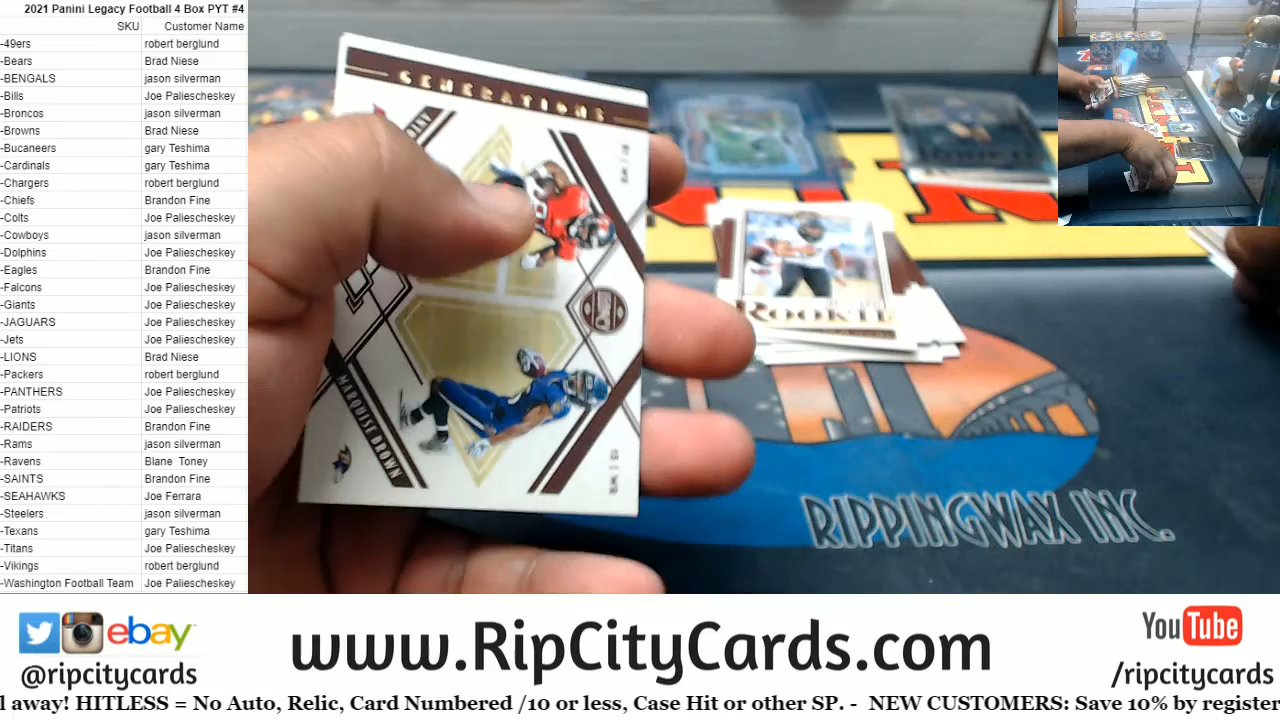 2021 Panini Legacy Football 4 Box PYT #4
SKU Customer Name
-49ers robert berglund
-Bears Brad Niese
-BENGALS jason silverman
-Bills Joe Paliescheskey
-Broncos jason silverman
-Browns Brad Niese
-Bucaneers gary Teshima
-Cardinals gary Teshima
-Chargers robert berglund
-Chiefs Brandon Fine
-Colts Joe Paliescheskey
-Cowboys jason silverman
-Dolphins Joe Paliescheskey
-Eagles Brandon Fine
-Falcons Joe Paliescheskey
-Giants Joe Paliescheskey
-JAGUARS Joe Paliescheskey
-Jets Joe Paliescheskey
-LIONS Brad Niese
-Packers robert berglund
-PANTHERS Joe Paliescheskey
-Patriots Joe Paliescheskey
-RAIDERS Brandon Fine
-Rams jason silverman
-Ravens Blane Toney
-SAINTS Brandon Fine
-SEAHAWKS Joe Ferrara
-Steelers jason silverman
-Texans gary Teshima
-Titans Joe Paliescheskey
-Vikings robert berglund
-Washington Football Team Joe Paliescheskey
GENERATIONS
MARQUISE BROWN
15 | WR
ROOKIE
RIPPINGWAX INC.
ebay
@ripcitycards
www.RipCityCards.com
YouTube
/ripcitycards
l away! HITLESS = No Auto, Relic, Card Numbered /10 or less, Case Hit or other SP. - NEW CUSTOMERS: Save 10% by register